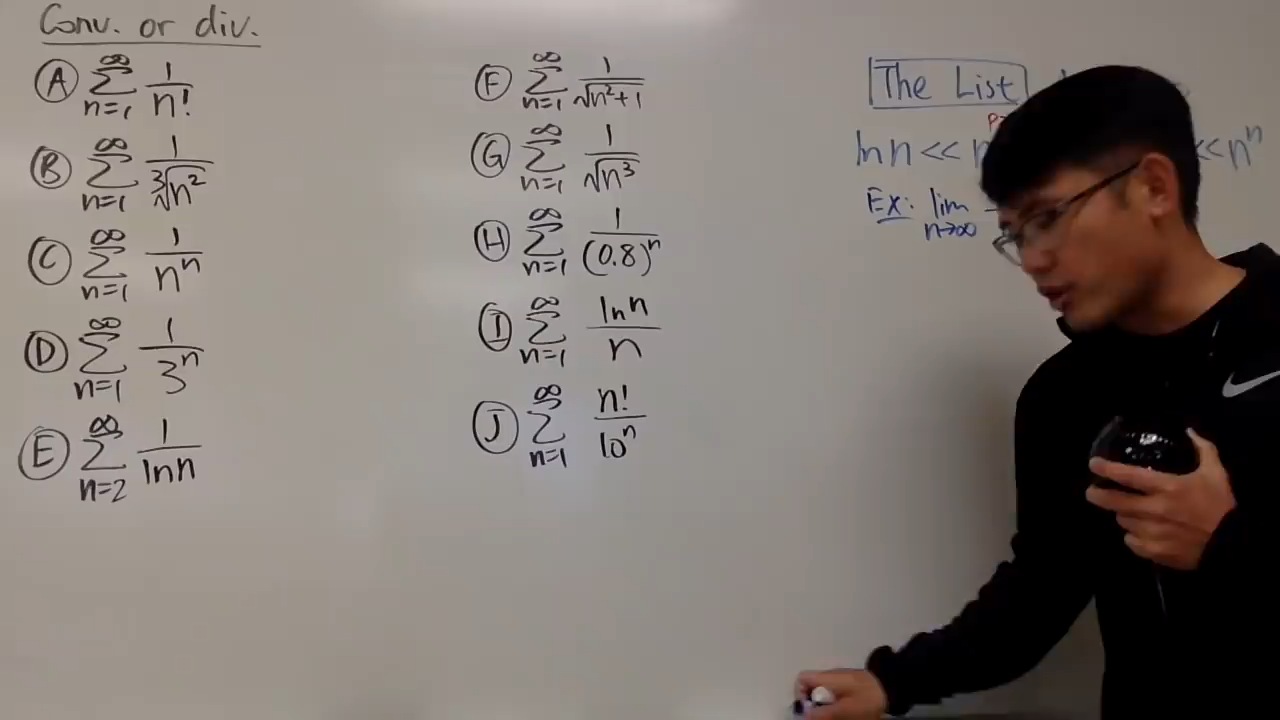 Conv. or div.
Ⓐ ∞∑n=1 1/n!
Ⓑ ∞∑n=1 1/∛n²
Ⓒ ∞∑n=1 1/nⁿ
Ⓓ ∞∑n=1 1/3ⁿ
Ⓔ ∞∑n=2 1/ln n
Ⓕ ∞∑n=1 1/√(n²+1)
Ⓖ ∞∑n=1 1/√n³
Ⓗ ∞∑n=1 1/(0.8)ⁿ
Ⓘ ∞∑n=1 ln n/n
Ⓙ ∞∑n=1 n!/10ⁿ
The List
ln n << << nⁿ
Ex: lim n→∞